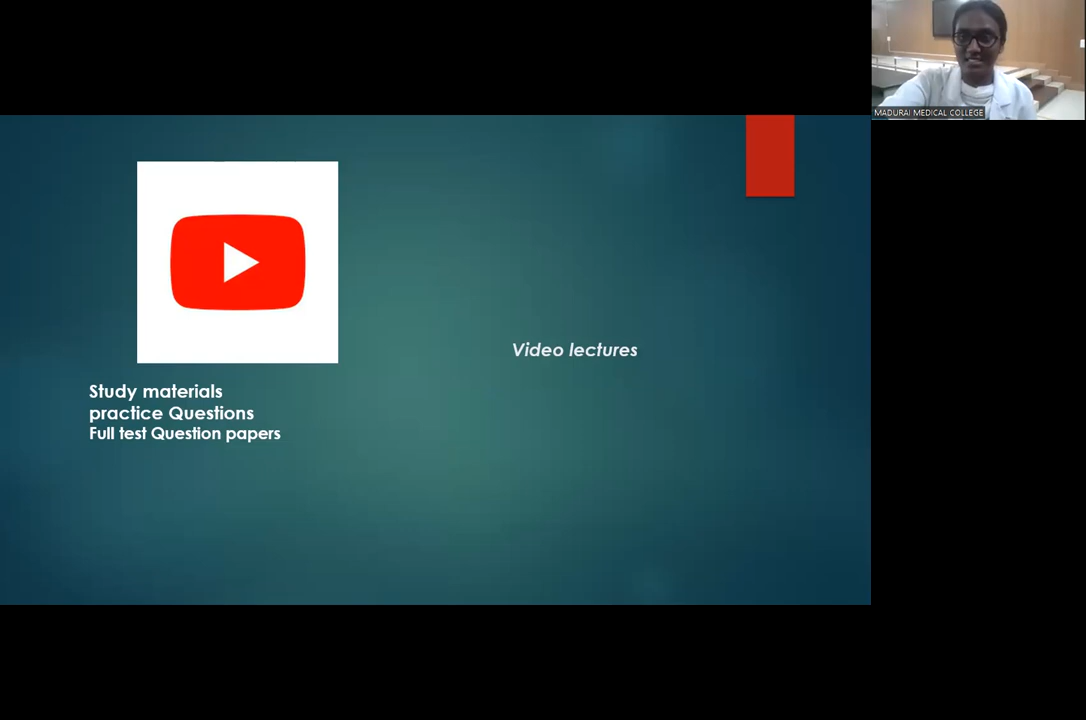 MADURAI MEDICAL COLLEGE
Video lectures
Study materials
practice Questions
Full test Question papers